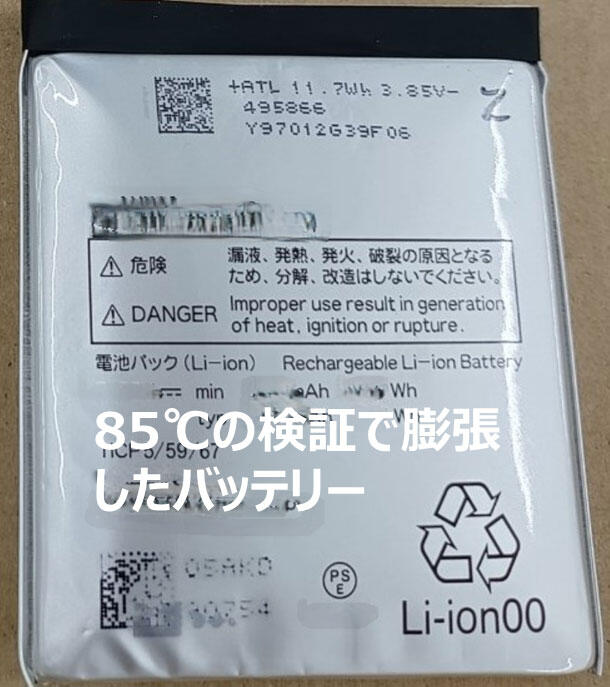 +ATL 11.7Wh 3.85V-
495866
Y97012G39F06
Z
危険
漏液、発熱、発火、破裂の原因となる
ため、分解、改造はしないでください。
DANGER
Improper use result in generation
of heat, ignition or rupture.
電池パック（Li-ion） Rechargeable Li-ion Battery
min Ah Wh
85℃の検証で膨張
したバッテリー
05AKD
PS
E
Li-ion00